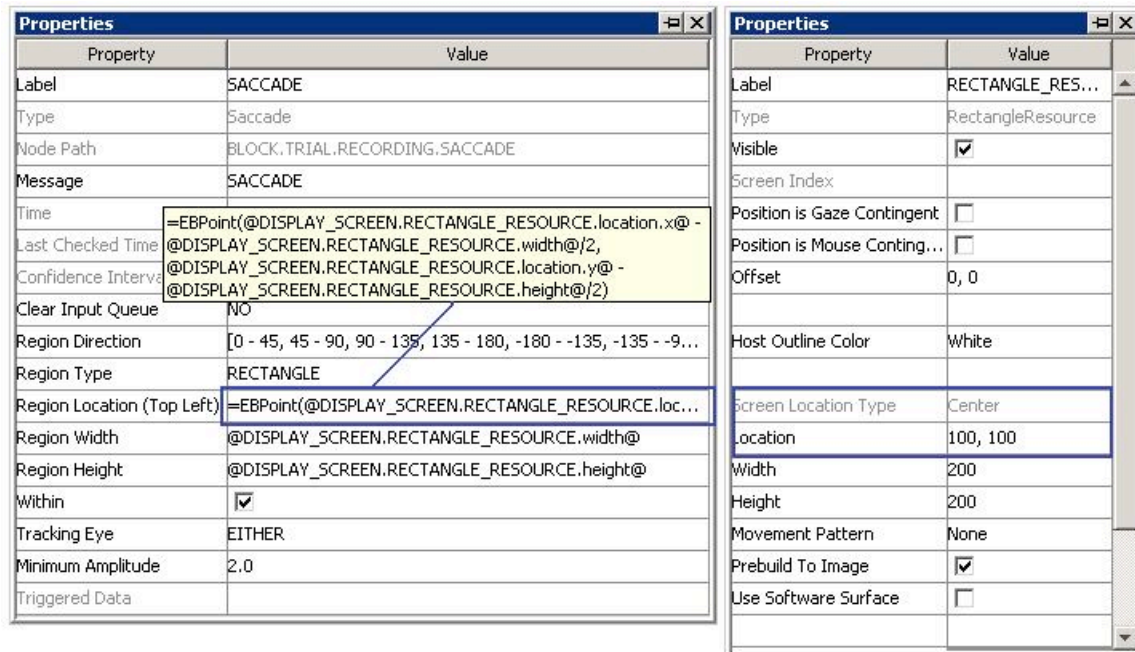 Properties
Property Value
Label SACCADE
Type Saccade
Node Path BLOCK.TRIAL.RECORDING.SACCADE
Message SACCADE
Time
Last Checked Time
Confidence Interva
=EBPoint(@DISPLAY_SCREEN.RECTANGLE_RESOURCE.location.x@ -
@DISPLAY_SCREEN.RECTANGLE_RESOURCE.width@/2,
@DISPLAY_SCREEN.RECTANGLE_RESOURCE.location.y@ -
@DISPLAY_SCREEN.RECTANGLE_RESOURCE.height@/2)
Clear Input Queue NO
Region Direction [0 - 45, 45 - 90, 90 - 135, 135 - 180, -180 - -135, -135 - -9...
Region Type RECTANGLE
Region Location (Top Left) =EBPoint(@DISPLAY_SCREEN.RECTANGLE_RESOURCE.loc...
Region Width @DISPLAY_SCREEN.RECTANGLE_RESOURCE.width@
Region Height @DISPLAY_SCREEN.RECTANGLE_RESOURCE.height@
Within
Tracking Eye EITHER
Minimum Amplitude 2.0
Triggered Data
Properties
Property Value
Label RECTANGLE_RES...
Type RectangleResource
Visible
Screen Index
Position is Gaze Contingent
Position is Mouse Conting...
Offset 0, 0
Host Outline Color White
Screen Location Type Center
Location 100, 100
Width 200
Height 200
Movement Pattern None
Prebuild To Image
Use Software Surface